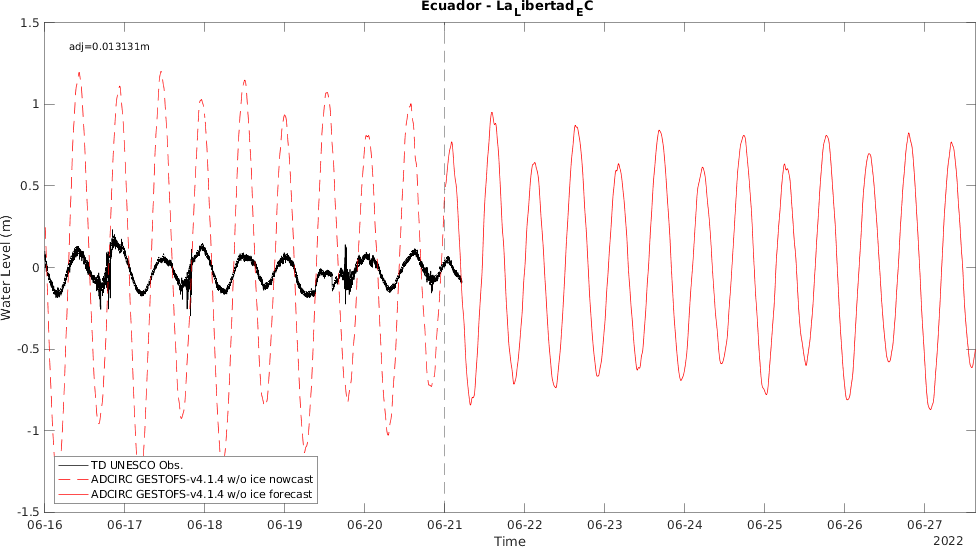 Ecuador - LaLibertadEC
adj=0.013131m
Water Level (m)
1.5
1
0.5
0
-0.5
-1
-1.5
TD UNESCO Obs.
ADCIRC GESTOFS-v4.1.4 w/o ice nowcast
ADCIRC GESTOFS-v4.1.4 w/o ice forecast
06-16 06-17 06-18 06-19 06-20 06-21 06-22 06-23 06-24 06-25 06-26 06-27
Time
2022